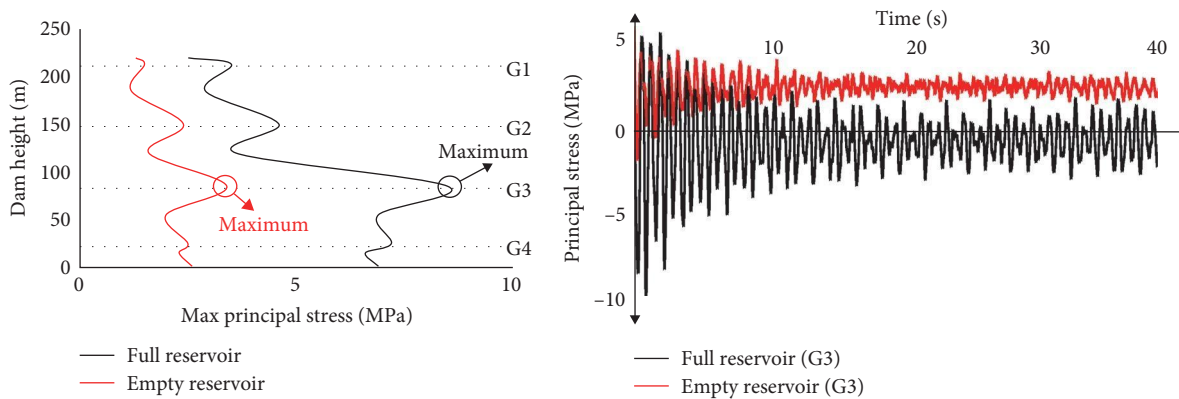 Dam height (m)
200
150
100
50
0
G1
G2
Maximum
G3
Maximum
G4
0
5
10
Max principal stress (MPa)
Full reservoir
Empty reservoir
Time (s)
10
20
30
40
Principal stress (MPa)
5
0
−5
−10
Full reservoir (G3)
Empty reservoir (G3)